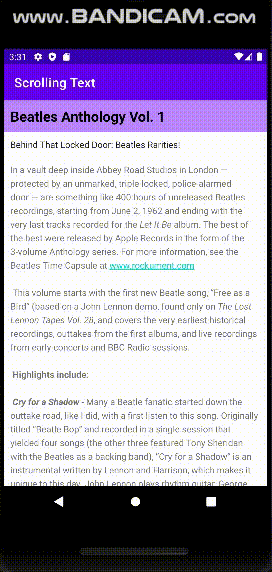 www.BANDICAM.com
3:31
Scrolling Text
Beatles Anthology Vol. 1
Behind That Locked Door: Beatles Rarities!
In a vault deep inside Abbey Road Studios in London —
protected by an unmarked, triple locked, police-alarmed
door — are something like 400 hours of unreleased Beatles
recordings, starting from June 2, 1962 and ending with the
very last tracks recorded for the Let It Be album. The best of
the best were released by Apple Records in the form of the
3-volume Anthology series. For more information, see the
Beatles Time Capsule at www.rockument.com
This volume starts with the first new Beatle song, "Free as a
Bird" (based on a John Lennon demo, found only on The Lost
Lennon Tapes Vol. 28, and covers the very earliest historical
recordings, outtakes from the first albums, and live recordings
from early concerts and BBC Radio sessions.
Highlights include:
Cry for a Shadow - Many a Beatle fanatic started down the
outtake road, like I did, with a first listen to this song. Originally
titled "Beatle Bop" and recorded in a single session that
yielded four songs (the other three featured Tony Sheridan
with the Beatles as a backing band), "Cry for a Shadow" is an
instrumental written by Lennon and Harrison, which makes it
unique to this day. John Lennon plays rhythm guitar, George